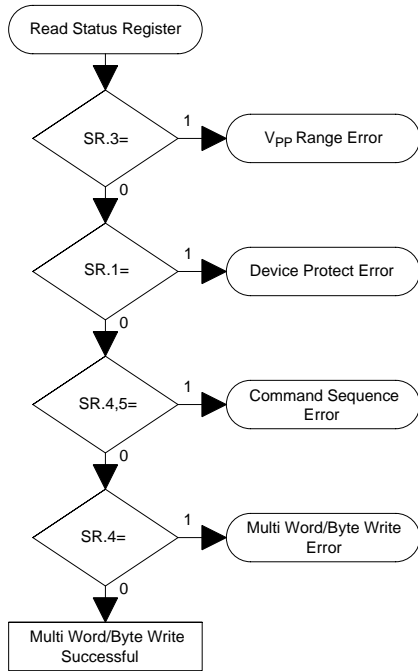 Read Status Register
SR.3=
1
VPP Range Error
0
SR.1=
1
Device Protect Error
0
SR.4,5=
1
Command Sequence
Error
0
SR.4=
1
Multi Word/Byte Write
Error
0
Multi Word/Byte Write
Successful